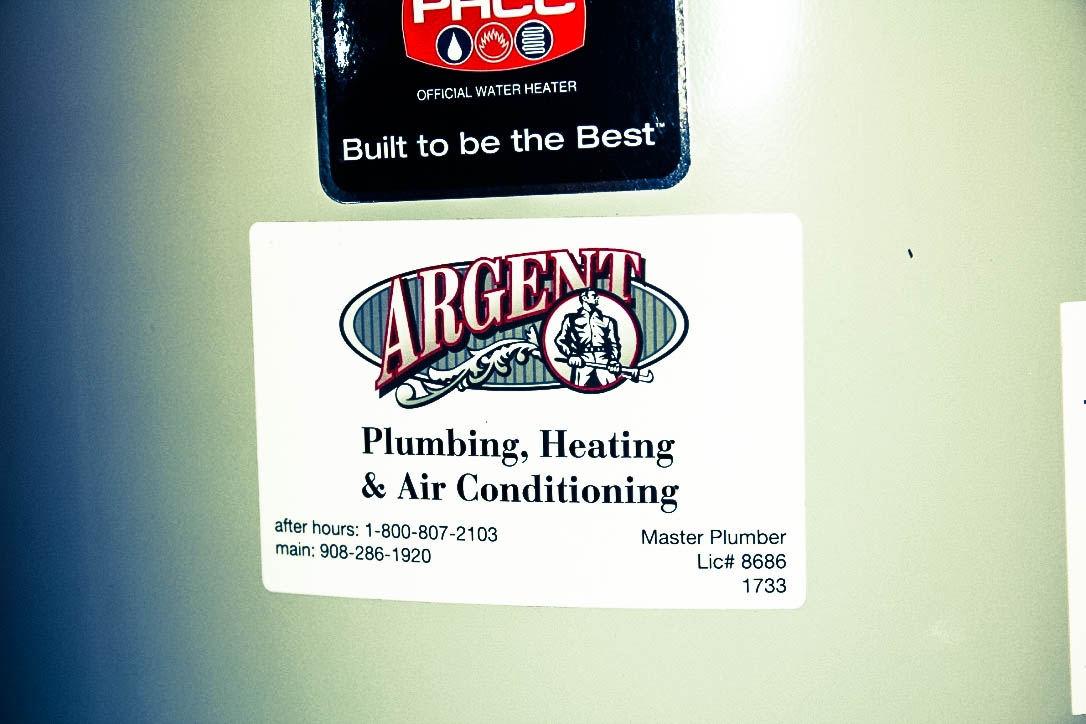 PHCC
OFFICIAL WATER HEATER
Built to be the Best™
ARGENT
Plumbing, Heating
& Air Conditioning
after hours: 1-800-807-2103
main: 908-286-1920
Master Plumber
Lic# 8686
1733